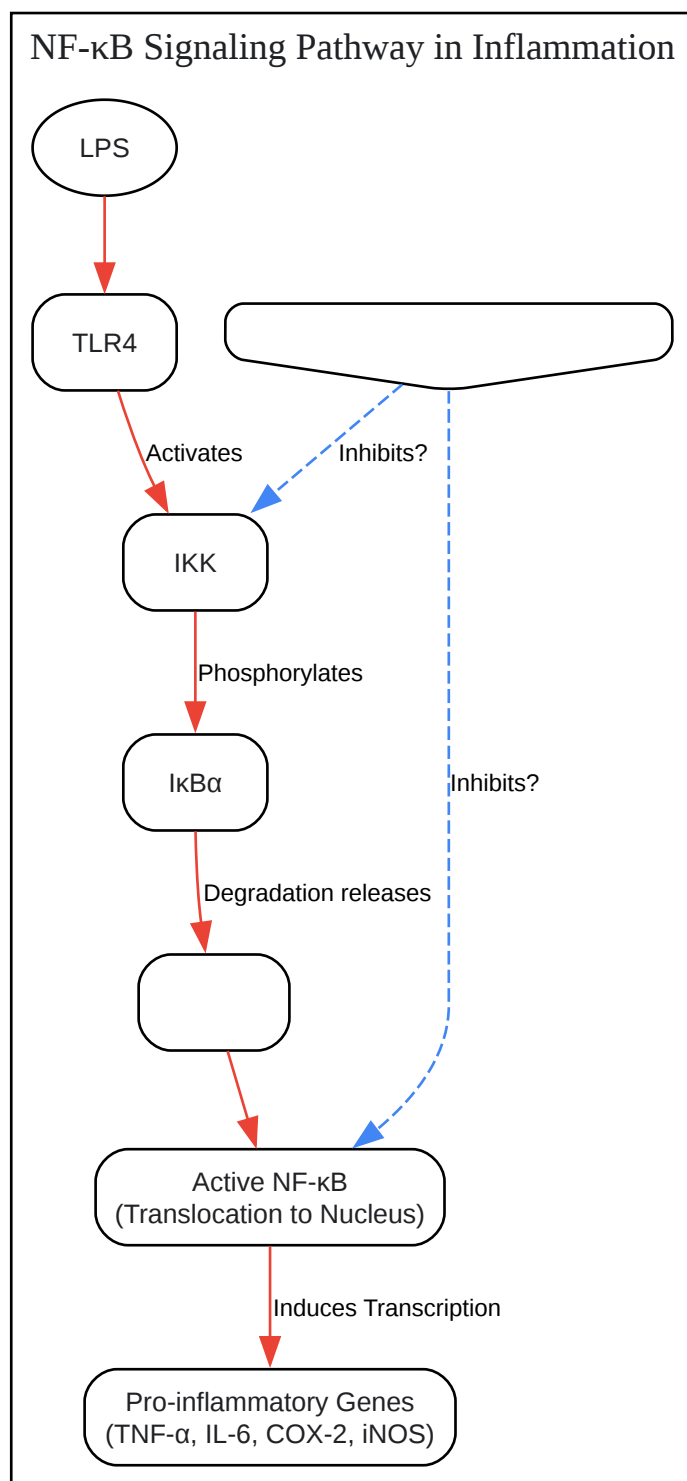 NF-κB Signaling Pathway in Inflammation
LPS
TLR4
Activates
Inhibits?
IKK
Phosphorylates
IκBα
Inhibits?
Degradation releases
Active NF-κB
(Translocation to Nucleus)
Induces Transcription
Pro-inflammatory Genes
(TNF-α, IL-6, COX-2, iNOS)